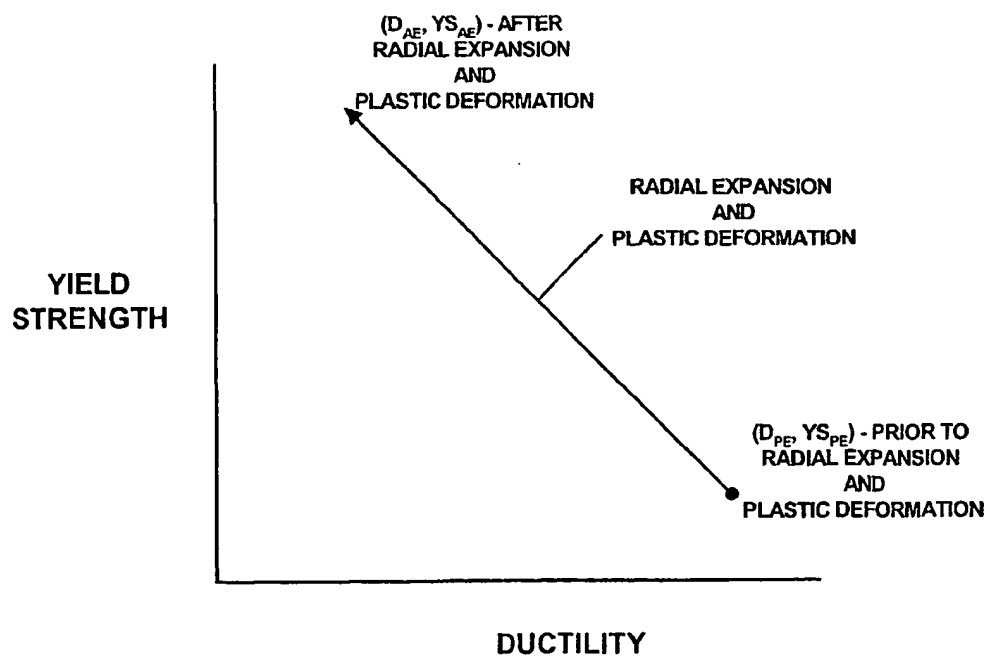 (D_AE, YS_AE) - AFTER
RADIAL EXPANSION
AND
PLASTIC DEFORMATION
RADIAL EXPANSION
AND
PLASTIC DEFORMATION
YIELD
STRENGTH
(D_PE, YS_PE) - PRIOR TO
RADIAL EXPANSION
AND
PLASTIC DEFORMATION
DUCTILITY